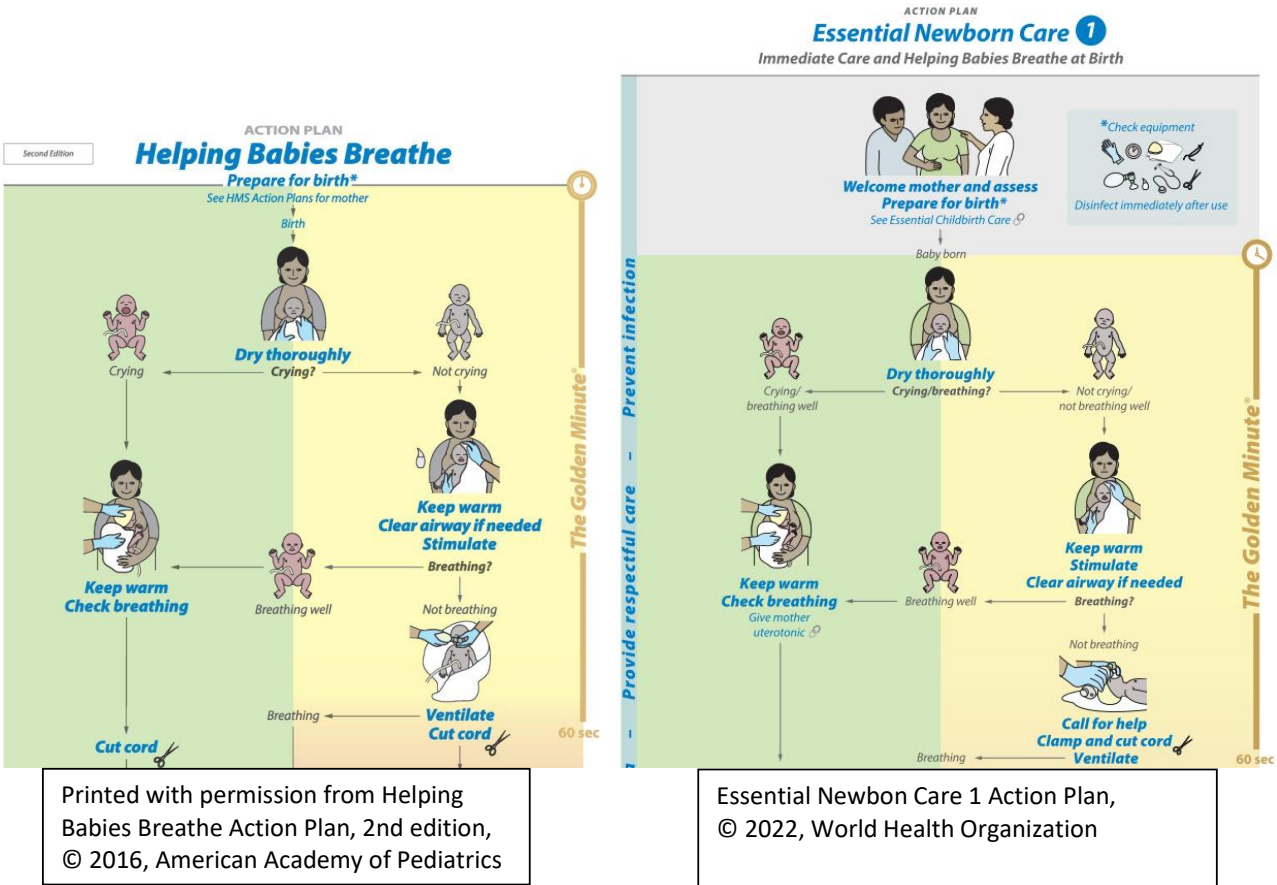 Second Edition
ACTION PLAN
Helping Babies Breathe
Prepare for birth*
See HMS Action Plans for mother
Birth
Dry thoroughly
Crying
Crying?
Not crying
Keep warm
Clear airway if needed
Stimulate
Breathing?
Keep warm
Check breathing
Breathing well
Not breathing
Breathing
Ventilate
Cut cord
Cut cord
The Golden Minute®
60 sec
Printed with permission from Helping
Babies Breathe Action Plan, 2nd edition,
© 2016, American Academy of Pediatrics
ACTION PLAN
Essential Newborn Care 1
Immediate Care and Helping Babies Breathe at Birth
Welcome mother and assess
Prepare for birth*
See Essential Childbirth Care
*Check equipment
Disinfect immediately after use
Baby born
Dry thoroughly
Crying/breathing?
Crying/
breathing well
Not crying/
not breathing well
Keep warm
Stimulate
Clear airway if needed
Breathing?
Keep warm
Check breathing
Give mother
uterotonic
Breathing well
Not breathing
Call for help
Clamp and cut cord
Ventilate
Breathing
Provide respectful care – Prevent infection
The Golden Minute®
60 sec
Essential Newbon Care 1 Action Plan,
© 2022, World Health Organization